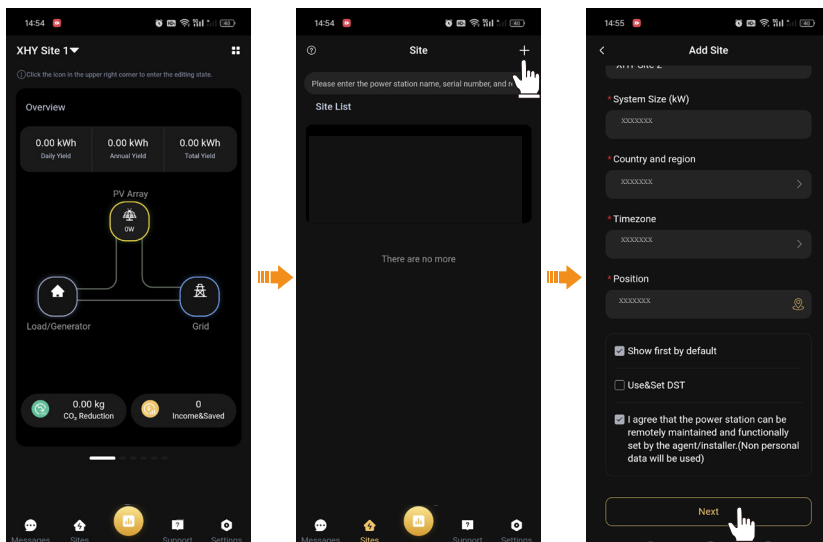 14:54
40
XHY Site 1
Click the icon in the upper right corner to enter the editing state.
Overview
0.00 kWh
Daily Yield
0.00 kWh
Annual Yield
0.00 kWh
Total Yield
PV Array
0W
Load/Generator
Grid
0.00 kg
CO₂ Reduction
0
Income&Saved
Messages
Sites
Support
Settings
14:54
40
Site
Please enter the power station name, serial number, and
Site List
There are no more
Messages
Sites
Support
Settings
14:55
40
Add Site
XHY Site 2
*System Size (kW)
xxxxxxx
*Country and region
xxxxxxx
*Timezone
xxxxxxx
*Position
xxxxxxx
Show first by default
Use&Set DST
I agree that the power station can be
remotely maintained and functionally
set by the agent/installer.(Non personal
data will be used)
Next